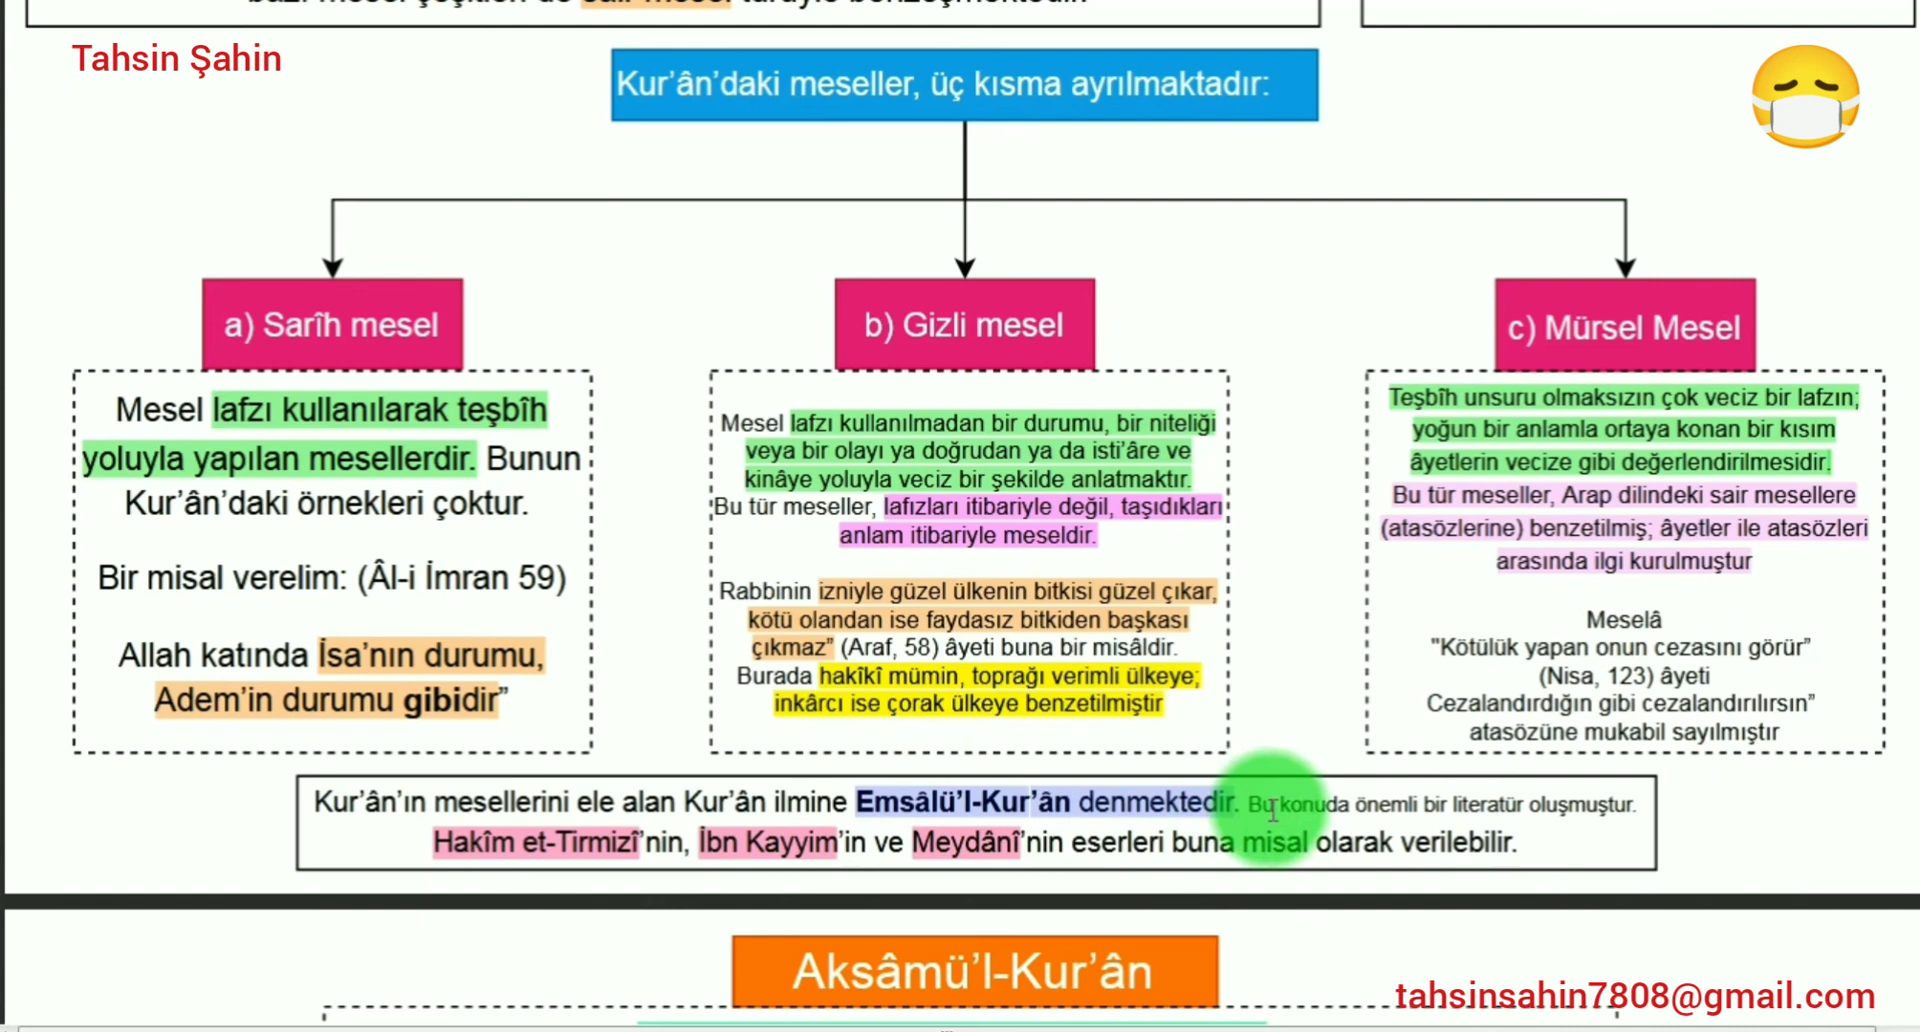 bazı mesel çeşitleri de sair mesel türüyle benzeşmektedir.
Tahsin Şahin
Kur’ân’daki meseller, üç kısma ayrılmaktadır:
a) Sarîh mesel
Mesel lafzı kullanılarak teşbîh
yoluyla yapılan mesellerdir. Bunun
Kur’ân’daki örnekleri çoktur.
Bir misal verelim: (Âl-i İmran 59)
Allah katında İsa’nın durumu,
Adem’in durumu gibidir”
b) Gizli mesel
Mesel lafzı kullanılmadan bir durumu, bir niteliği
veya bir olayı ya doğrudan ya da isti’âre ve
kinâye yoluyla veciz bir şekilde anlatmaktır.
Bu tür meseller, lafızları itibariyle değil, taşıdıkları
anlam itibariyle meseldir.
Rabbinin izniyle güzel ülkenin bitkisi güzel çıkar,
kötü olandan ise faydasız bitkiden başkası
çıkmaz” (Araf, 58) âyeti buna bir misâldir.
Burada hakîkî mümin, toprağı verimli ülkeye;
inkârcı ise çorak ülkeye benzetilmiştir
c) Mürsel Mesel
Teşbîh unsuru olmaksızın çok veciz bir lafzın;
yoğun bir anlamla ortaya konan bir kısım
âyetlerin vecize gibi değerlendirilmesidir.
Bu tür meseller, Arap dilindeki sair mesellere
(atasözlerine) benzetilmiş; âyetler ile atasözleri
arasında ilgi kurulmuştur
Meselâ
"Kötülük yapan onun cezasını görür”
(Nisa, 123) âyeti
Cezalandırdığın gibi cezalandırılırsın”
atasözüne mukabil sayılmıştır
Kur’ân’ın mesellerini ele alan Kur’ân ilmine Emsâlü’l-Kur’ân denmektedir. Bu konuda önemli bir literatür oluşmuştur.
Hakîm et-Tirmizî’nin, İbn Kayyim’in ve Meydânî’nin eserleri buna misal olarak verilebilir.
Aksâmü’l-Kur’ân
tahsinsahin7808@gmail.com